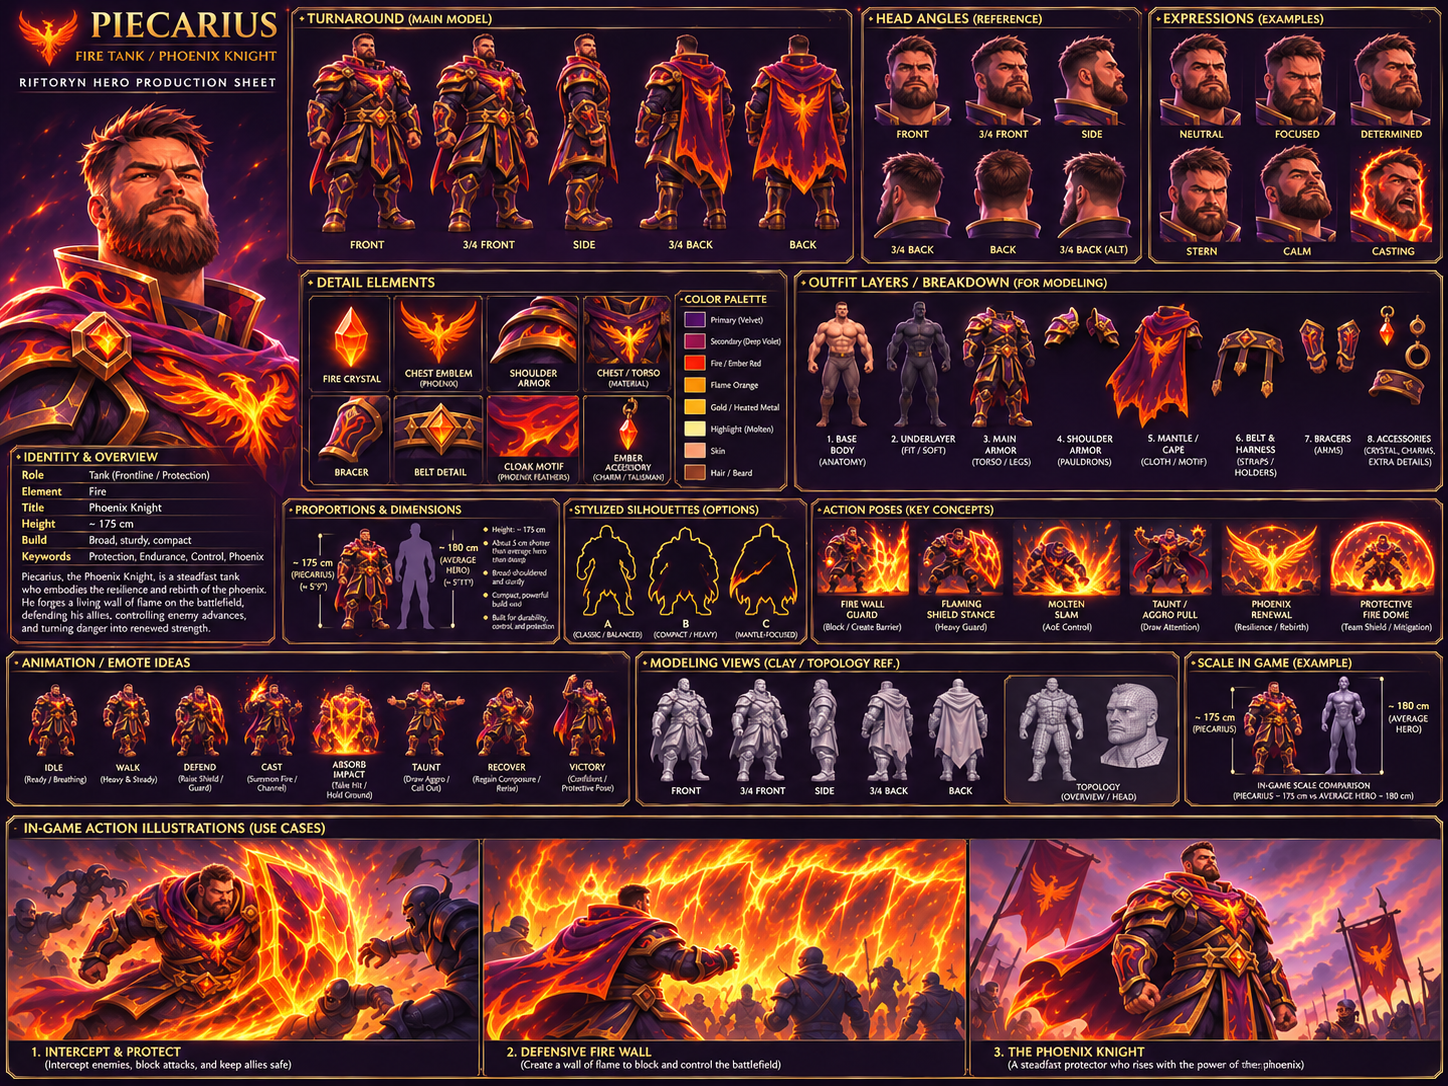 PIECARIUS
FIRE TANK / PHOENIX KNIGHT
RIFTORYN HERO PRODUCTION SHEET
TURNAROUND (MAIN MODEL)
FRONT
3/4 FRONT
SIDE
3/4 BACK
BACK
HEAD ANGLES (REFERENCE)
FRONT
3/4 FRONT
SIDE
3/4 BACK
BACK
3/4 BACK (ALT)
EXPRESSIONS (EXAMPLES)
NEUTRAL
FOCUSED
DETERMINED
STERN
CALM
CASTING
IDENTITY & OVERVIEW
Role Tank (Frontline / Protection)
Element Fire
Title Phoenix Knight
Height ~ 175 cm
Build Broad, sturdy, compact
Keywords Protection, Endurance, Control, Phoenix
Piecarius, the Phoenix Knight, is a steadfast tank
who embodies the resilience and rebirth of the phoenix.
He forges a living wall of flame on the battlefield,
defending his allies, controlling enemy advances,
and turning danger into renewed strength.
DETAIL ELEMENTS
FIRE CRYSTAL
CHEST EMBLEM
(PHOENIX)
SHOULDER
ARMOR
CHEST / TORSO
(MATERIAL)
BRACER
BELT DETAIL
CLOAK MOTIF
(PHOENIX FEATHERS)
EMBER
ACCESSORY
(CHARM / TALISMAN)
COLOR PALETTE
Primary (Velvet)
Secondary (Deep Violet)
Fire / Ember Red
Flame Orange
Gold / Heated Metal
Highlight (Molten)
Skin
Hair / Beard
OUTFIT LAYERS / BREAKDOWN (FOR MODELING)
1. BASE
BODY
(ANATOMY)
2. UNDERLAYER
(FIT / SOFT)
3. MAIN
ARMOR
(TORSO / LEGS)
4. SHOULDER
ARMOR
(PAULDRONS)
5. MANTLE /
CAPE
(CLOTH / MOTIF)
6. BELT &
HARNESS
(STRAPS /
HOLDERS)
7. BRACERS
(ARMS)
8. ACCESSORIES
(CRYSTAL, CHARMS,
EXTRA DETAILS)
PROPORTIONS & DIMENSIONS
~ 175 cm
(PIECARIUS)
(≈ 5'9")
~ 180 cm
(AVERAGE
HERO)
(≈ 5'11")
Height: ~ 175 cm
About 5 cm shorter
than average hero
Broad-shouldered
and sturdy
Compact, powerful
build
Built for durability,
control, and protection
STYLIZED SILHOUETTES (OPTIONS)
A
(CLASSIC / BALANCED)
B
(COMPACT / HEAVY)
C
(MANTLE-FOCUSED)
ACTION POSES (KEY CONCEPTS)
FIRE WALL
GUARD
(Block / Create Barrier)
FLAMING
SHIELD STANCE
(Heavy Guard)
MOLTEN
SLAM
(AoE Control)
TAUNT /
AGGRO PULL
(Draw Attention)
PHOENIX
RENEWAL
(Resilience / Rebirth)
PROTECTIVE
FIRE DOME
(Team Shield / Mitigation)
ANIMATION / EMOTE IDEAS
IDLE
(Ready / Breathing)
WALK
(Heavy & Steady)
DEFEND
(Raise Shield /
Guard)
CAST
(Summon Fire /
Channel)
ABSORB
IMPACT
(Take Hit /
Hold Ground)
TAUNT
(Draw Aggro /
Call Out)
RECOVER
(Regain Composure /
Rerise)
VICTORY
(Confident /
Protective Pose)
MODELING VIEWS (CLAY / TOPOLOGY REF.)
FRONT
3/4 FRONT
SIDE
3/4 BACK
BACK
TOPOLOGY
(OVERVIEW / HEAD)
SCALE IN GAME (EXAMPLE)
~ 175 cm
(PIECARIUS)
~ 180 cm
(AVERAGE
HERO)
IN-GAME SCALE COMPARISON
(PIECARIUS ~ 175 cm vs AVERAGE HERO ~ 180 cm)
IN-GAME ACTION ILLUSTRATIONS (USE CASES)
1. INTERCEPT & PROTECT
(Intercept enemies, block attacks, and keep allies safe)
2. DEFENSIVE FIRE WALL
(Create a wall of flame to block and control the battlefield)
3. THE PHOENIX KNIGHT
(A steadfast protector who rises with the power of the phoenix)